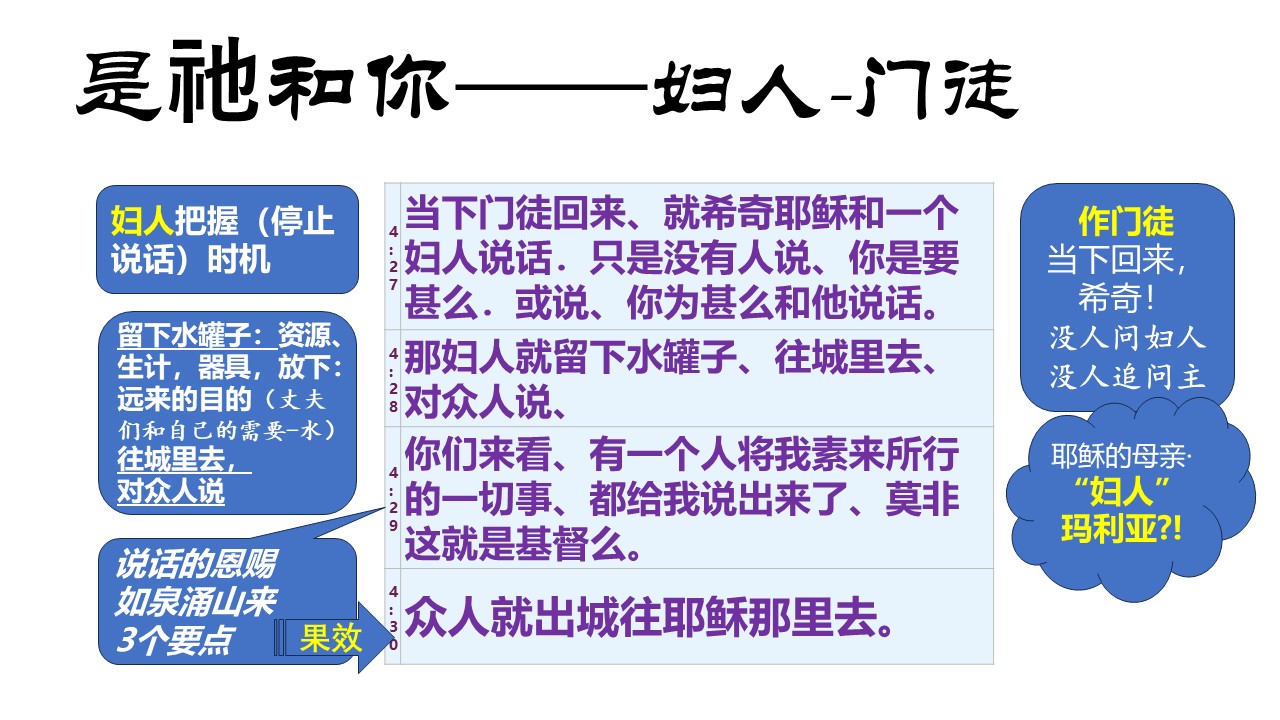 是祂和你——妇人-门徒
妇人把握（停止
说话）时机
留下水罐子：资源、
生计，器具，放下：
远来的目的（丈夫
们和自己的需要-水）
往城里去，
对众人说
说话的恩赐
如泉涌山来
3个要点
果效
4:27
当下门徒回来、就希奇耶稣和一个
妇人说话．只是没有人说、你是要
甚么．或说、你为甚么和他说话。
4:28
那妇人就留下水罐子、往城里去、
对众人说、
4:29
你们来看、有一个人将我素来所行
的一切事、都给我说出来了、莫非
这就是基督么。
4:30
众人就出城往耶稣那里去。
作门徒
当下回来，
希奇！
没人问妇人
没人追问主
耶稣的母亲·
“妇人”
玛利亚?!